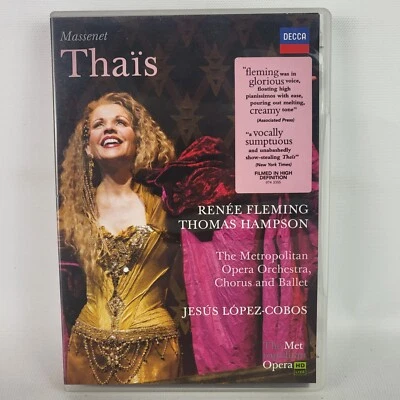 Massenet
Thaïs
DECCA
"fleming was in
glorious voice,
floating high
pianissimos with ease,
pouring out melting,
creamy tone"
(Associated Press)
"a vocally
sumptuous
and unabashedly
show-stealing Thaïs"
(New York Times)
FILMED IN HIGH
DEFINITION
RENÉE FLEMING
THOMAS HAMPSON
The Metropolitan
Opera Orchestra,
Chorus and Ballet
JESÚS LÓPEZ-COBOS
Met
Opera HD